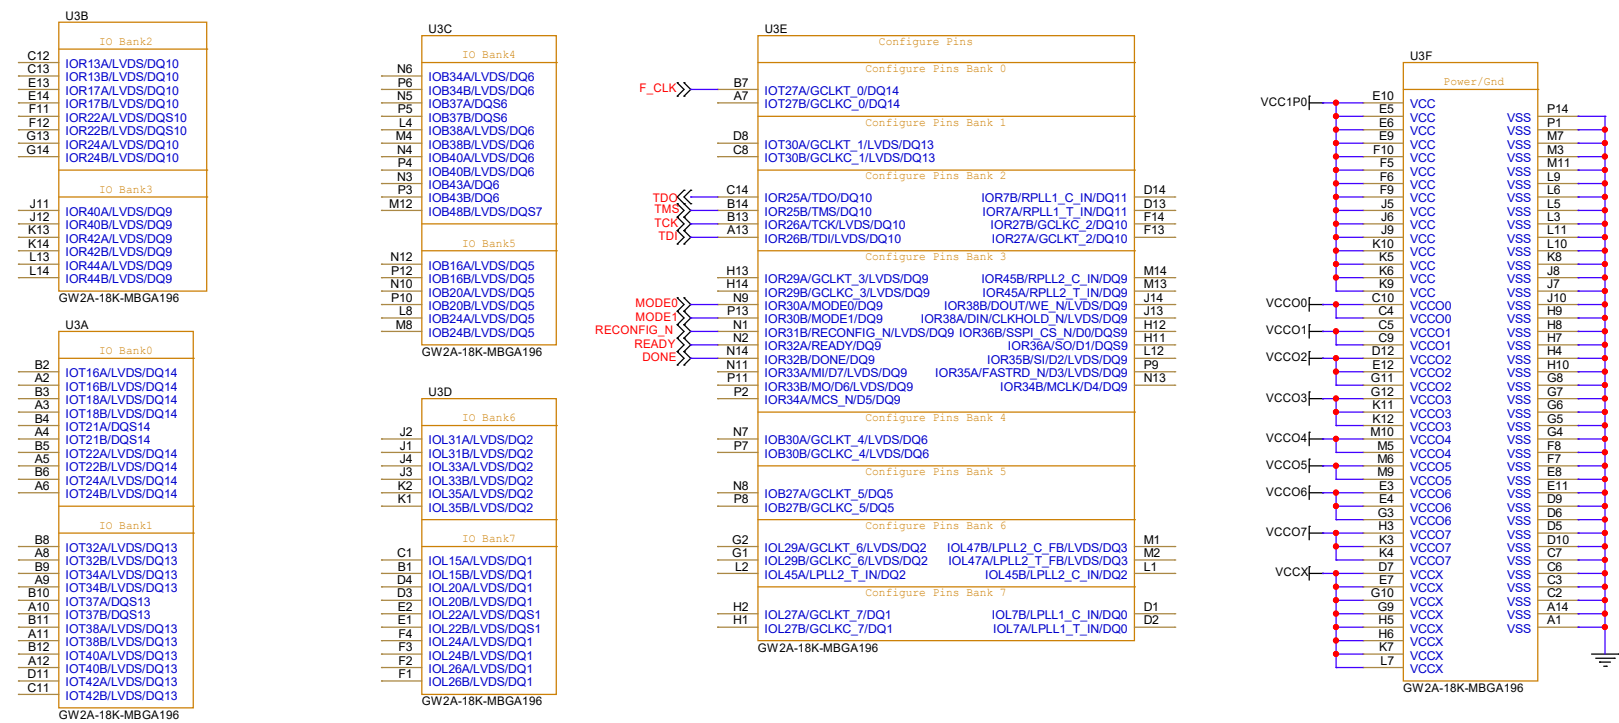 U3B
IO Bank2
C12 IOR13A/LVDS/DQ10
C13 IOR13B/LVDS/DQ10
E13 IOR17A/LVDS/DQ10
E14 IOR17B/LVDS/DQ10
F11 IOR22A/LVDS/DQS10
F12 IOR22B/LVDS/DQS10
G13 IOR24A/LVDS/DQ10
G14 IOR24B/LVDS/DQ10
IO Bank3
J11 IOR40A/LVDS/DQ9
J12 IOR40B/LVDS/DQ9
K13 IOR42A/LVDS/DQ9
K14 IOR42B/LVDS/DQ9
L13 IOR44A/LVDS/DQ9
L14 IOR44B/LVDS/DQ9
GW2A-18K-MBGA196
U3A
IO Bank0
B2 IOT16A/LVDS/DQ14
A2 IOT16B/LVDS/DQ14
B3 IOT18A/LVDS/DQ14
A3 IOT18B/LVDS/DQ14
B4 IOT21A/DQS14
A4 IOT21B/DQS14
B5 IOT22A/LVDS/DQ14
A5 IOT22B/LVDS/DQ14
B6 IOT24A/LVDS/DQ14
A6 IOT24B/LVDS/DQ14
IO Bank1
B8 IOT32A/LVDS/DQ13
A8 IOT32B/LVDS/DQ13
B9 IOT34A/LVDS/DQ13
A9 IOT34B/LVDS/DQ13
B10 IOT37A/DQS13
A10 IOT37B/DQS13
B11 IOT38A/LVDS/DQ13
A11 IOT38B/LVDS/DQ13
B12 IOT40A/LVDS/DQ13
A12 IOT40B/LVDS/DQ13
D11 IOT42A/LVDS/DQ13
C11 IOT42B/LVDS/DQ13
GW2A-18K-MBGA196
U3C
IO Bank4
N6 IOB34A/LVDS/DQ6
P6 IOB34B/LVDS/DQ6
N5 IOB37A/DQS6
P5 IOB37B/DQS6
L4 IOB38A/LVDS/DQ6
M4 IOB38B/LVDS/DQ6
N4 IOB40A/LVDS/DQ6
P4 IOB40B/LVDS/DQ6
N3 IOB43A/DQ6
P3 IOB43B/DQ6
M12 IOB48B/LVDS/DQS7
IO Bank5
N12 IOB16A/LVDS/DQ5
P12 IOB16B/LVDS/DQ5
N10 IOB20A/LVDS/DQ5
P10 IOB20B/LVDS/DQ5
L8 IOB24A/LVDS/DQ5
M8 IOB24B/LVDS/DQ5
GW2A-18K-MBGA196
U3D
IO Bank6
J2 IOL31A/LVDS/DQ2
J1 IOL31B/LVDS/DQ2
J4 IOL33A/LVDS/DQ2
J3 IOL33B/LVDS/DQ2
K2 IOL35A/LVDS/DQ2
K1 IOL35B/LVDS/DQ2
IO Bank7
C1 IOL15A/LVDS/DQ1
B1 IOL15B/LVDS/DQ1
D4 IOL20A/LVDS/DQ1
D3 IOL20B/LVDS/DQ1
E2 IOL22A/LVDS/DQS1
E1 IOL22B/LVDS/DQS1
F4 IOL24A/LVDS/DQ1
F3 IOL24B/LVDS/DQ1
F2 IOL26A/LVDS/DQ1
F1 IOL26B/LVDS/DQ1
GW2A-18K-MBGA196
U3E
Configure Pins
Configure Pins Bank 0
F_CLK B7 IOT27A/GCLKT_0/DQ14
A7 IOT27B/GCLKC_0/DQ14
Configure Pins Bank 1
D8 IOT30A/GCLKT_1/LVDS/DQ13
C8 IOT30B/GCLKC_1/LVDS/DQ13
Configure Pins Bank 2
TDO C14 IOR25A/TDO/DQ10 IOR7B/RPLL1_C_IN/DQ11 D14
TMS B14 IOR25B/TMS/DQ10 IOR7A/RPLL1_T_IN/DQ11 D13
TCK B13 IOR26A/TCK/LVDS/DQ10 IOR27B/GCLKC_2/DQ10 F14
TDI A13 IOR26B/TDI/LVDS/DQ10 IOR27A/GCLKT_2/DQ10 F13
Configure Pins Bank 3
H13 IOR29A/GCLKT_3/LVDS/DQ9 IOR45B/RPLL2_C_IN/DQ9 M14
H14 IOR29B/GCLKC_3/LVDS/DQ9 IOR45A/RPLL2_T_IN/DQ9 M13
MODE0 N9 IOR30A/MODE0/DQ9 IOR38B/DOUT/WE_N/LVDS/DQ9 J14
MODE1 P13 IOR30B/MODE1/DQ9 IOR38A/DIN/CLKHOLD_N/LVDS/DQ9 J13
RECONFIG_N N1 IOR31B/RECONFIG_N/LVDS/DQ9 IOR36B/SSPI_CS_N/D0/DQS9 H12
READY N2 IOR32A/READY/DQ9 IOR36A/SO/D1/DQS9 H11
DONE N14 IOR32B/DONE/DQ9 IOR35B/SI/D2/LVDS/DQ9 L12
N11 IOR33A/MI/D7/LVDS/DQ9 IOR35A/FASTRD_N/D3/LVDS/DQ9 P9
P11 IOR33B/MO/D6/LVDS/DQ9 IOR34B/MCLK/D4/DQ9 N13
P2 IOR34A/MCS_N/D5/DQ9
Configure Pins Bank 4
N7 IOB30A/GCLKT_4/LVDS/DQ6
P7 IOB30B/GCLKC_4/LVDS/DQ6
Configure Pins Bank 5
N8 IOB27A/GCLKT_5/DQ5
P8 IOB27B/GCLKC_5/DQ5
Configure Pins Bank 6
G2 IOL29A/GCLKT_6/LVDS/DQ2 IOL47B/LPLL2_C_FB/LVDS/DQ3 M1
G1 IOL29B/GCLKC_6/LVDS/DQ2 IOL47A/LPLL2_T_FB/LVDS/DQ3 M2
L2 IOL45A/LPLL2_T_IN/DQ2 IOL45B/LPLL2_C_IN/DQ2 L1
Configure Pins Bank 7
H2 IOL27A/GCLKT_7/DQ1 IOL7B/LPLL1_C_IN/DQ0 D1
H1 IOL27B/GCLKC_7/DQ1 IOL7A/LPLL1_T_IN/DQ0 D2
GW2A-18K-MBGA196
U3F
Power/Gnd
VCC1P0 E10 VCC
E5 VCC VSS P14
E6 VCC VSS P1
E9 VCC VSS M7
F10 VCC VSS M3
F5 VCC VSS M11
F6 VCC VSS L9
F9 VCC VSS L6
J5 VCC VSS L5
J6 VCC VSS L3
J9 VCC VSS L11
K10 VCC VSS L10
K5 VCC VSS K8
K6 VCC VSS J8
K9 VCC VSS J7
VCCO0 C10 VCCO0 VSS J10
C4 VCCO0 VSS H9
VCCO1 C5 VCCO1 VSS H8
C9 VCCO1 VSS H7
VCCO2 D12 VCCO2 VSS H4
E12 VCCO2 VSS H10
G11 VCCO2 VSS G8
VCCO3 G12 VCCO3 VSS G7
K11 VCCO3 VSS G6
K12 VCCO3 VSS G5
VCCO4 M10 VCCO4 VSS G4
M5 VCCO4 VSS F8
VCCO5 M6 VCCO5 VSS F7
M9 VCCO5 VSS E8
VCCO6 E3 VCCO6 VSS E11
E4 VCCO6 VSS D9
G3 VCCO6 VSS D6
VCCO7 H3 VCCO7 VSS D5
K3 VCCO7 VSS D10
K4 VCCO7 VSS C7
VCCX D7 VCCX VSS C6
E7 VCCX VSS C3
G10 VCCX VSS C2
G9 VCCX VSS A14
H5 VCCX VSS A1
H6 VCCX
K7 VCCX
L7 VCCX
GW2A-18K-MBGA196